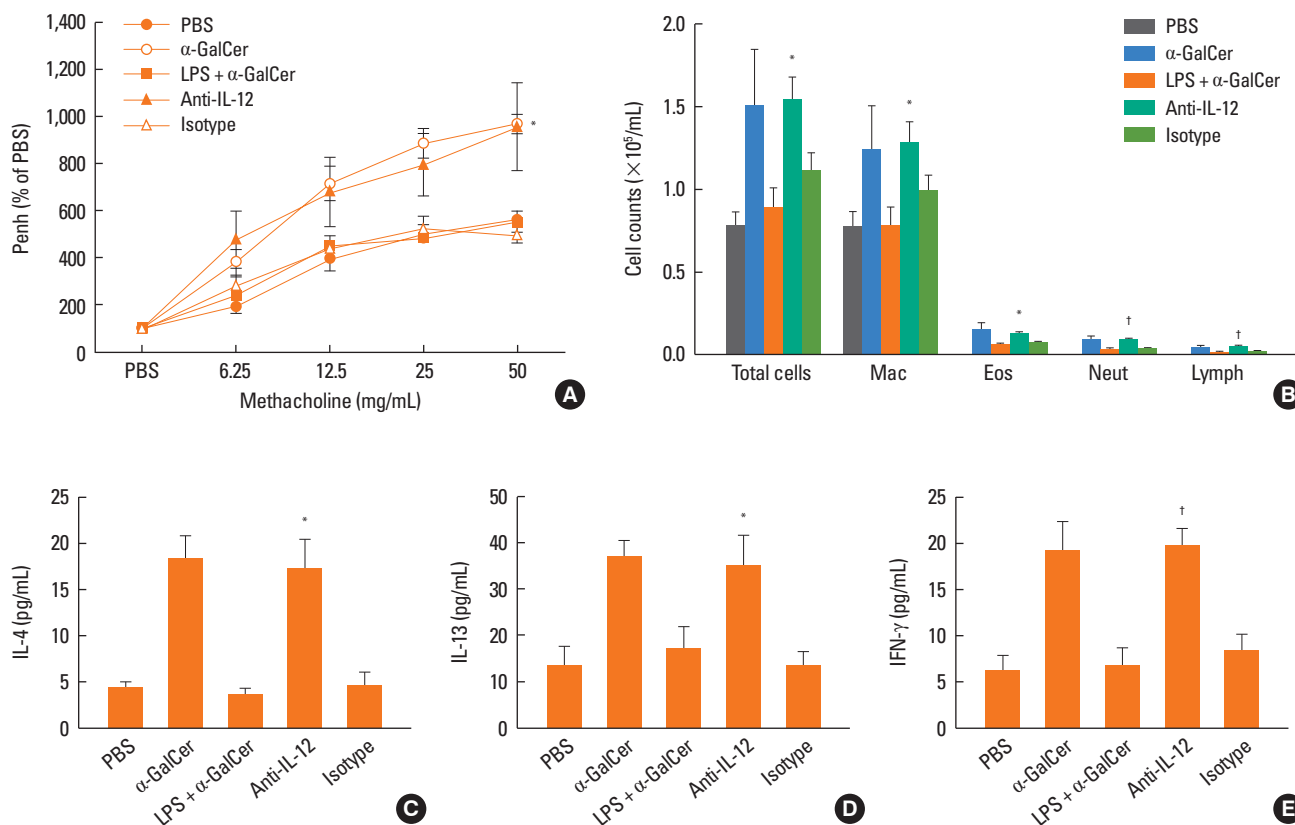 1,400
1,200
1,000
800
600
400
200
0
Penh (% of PBS)
PBS
α-GalCer
LPS + α-GalCer
Anti-IL-12
Isotype
*
PBS 6.25 12.5 25 50
Methacholine (mg/mL)
A
2.0
1.5
1.0
0.5
0.0
Cell counts (×10⁵/mL)
PBS
α-GalCer
LPS + α-GalCer
Anti-IL-12
Isotype
* * * † †
Total cells Mac Eos Neut Lymph
B
25
20
15
10
5
0
IL-4 (pg/mL)
*
PBS α-GalCer LPS + α-GalCer Anti-IL-12 Isotype
C
50
40
30
20
10
0
IL-13 (pg/mL)
*
PBS α-GalCer LPS + α-GalCer Anti-IL-12 Isotype
D
25
20
15
10
5
0
IFN-γ (pg/mL)
†
PBS α-GalCer LPS + α-GalCer Anti-IL-12 Isotype
E